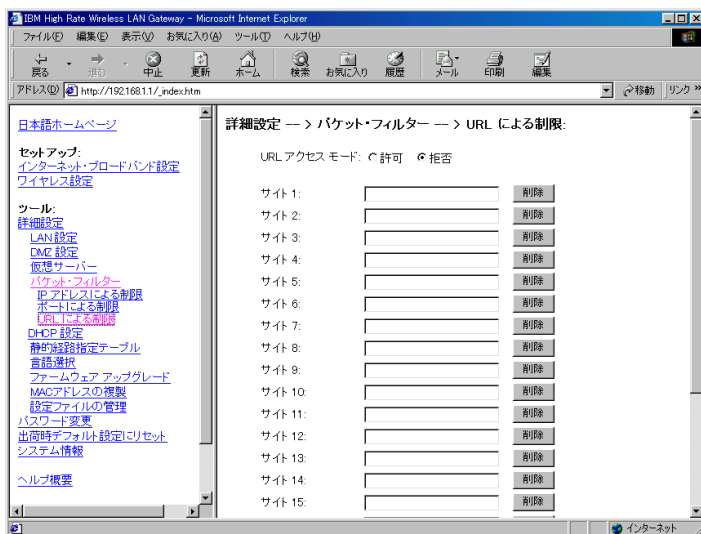 IBM High Rate Wireless LAN Gateway - Microsoft Internet Explorer
ファイル(F) 編集(E) 表示(V) お気に入り(A) ツール(T) ヘルプ(H)
戻る 進む 中止 更新 ホーム 検索 お気に入り 履歴 メール 印刷 編集
アドレス(D) http://192.168.1.1/_index.htm 移動 リンク »
日本語ホームページ
セットアップ:
インターネット・ブロードバンド設定
ワイヤレス設定
ツール:
詳細設定
LAN 設定
DMZ 設定
仮想サーバー
パケット・フィルター
IP アドレスによる制限
ポートによる制限
URL による制限
DHCP 設定
静的経路指定テーブル
言語選択
ファームウェア アップグレード
MACアドレスの複製
設定ファイルの管理
パスワード変更
出荷時デフォルト設定にリセット
システム情報
ヘルプ概要
詳細設定 -- > パケット・フィルター -- > URL による制限:
URL アクセス モード: 許可 拒否
サイト 1: 削除
サイト 2: 削除
サイト 3: 削除
サイト 4: 削除
サイト 5: 削除
サイト 6: 削除
サイト 7: 削除
サイト 8: 削除
サイト 9: 削除
サイト 10: 削除
サイト 11: 削除
サイト 12: 削除
サイト 13: 削除
サイト 14: 削除
サイト 15: 削除
インターネット